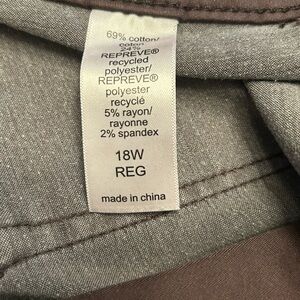 69% cotton/
coton
24%
REPREVE®
recycled
polyester/
REPREVE®
polyester
recyclé
5% rayon/
rayonne
2% spandex
18W
REG
made in china